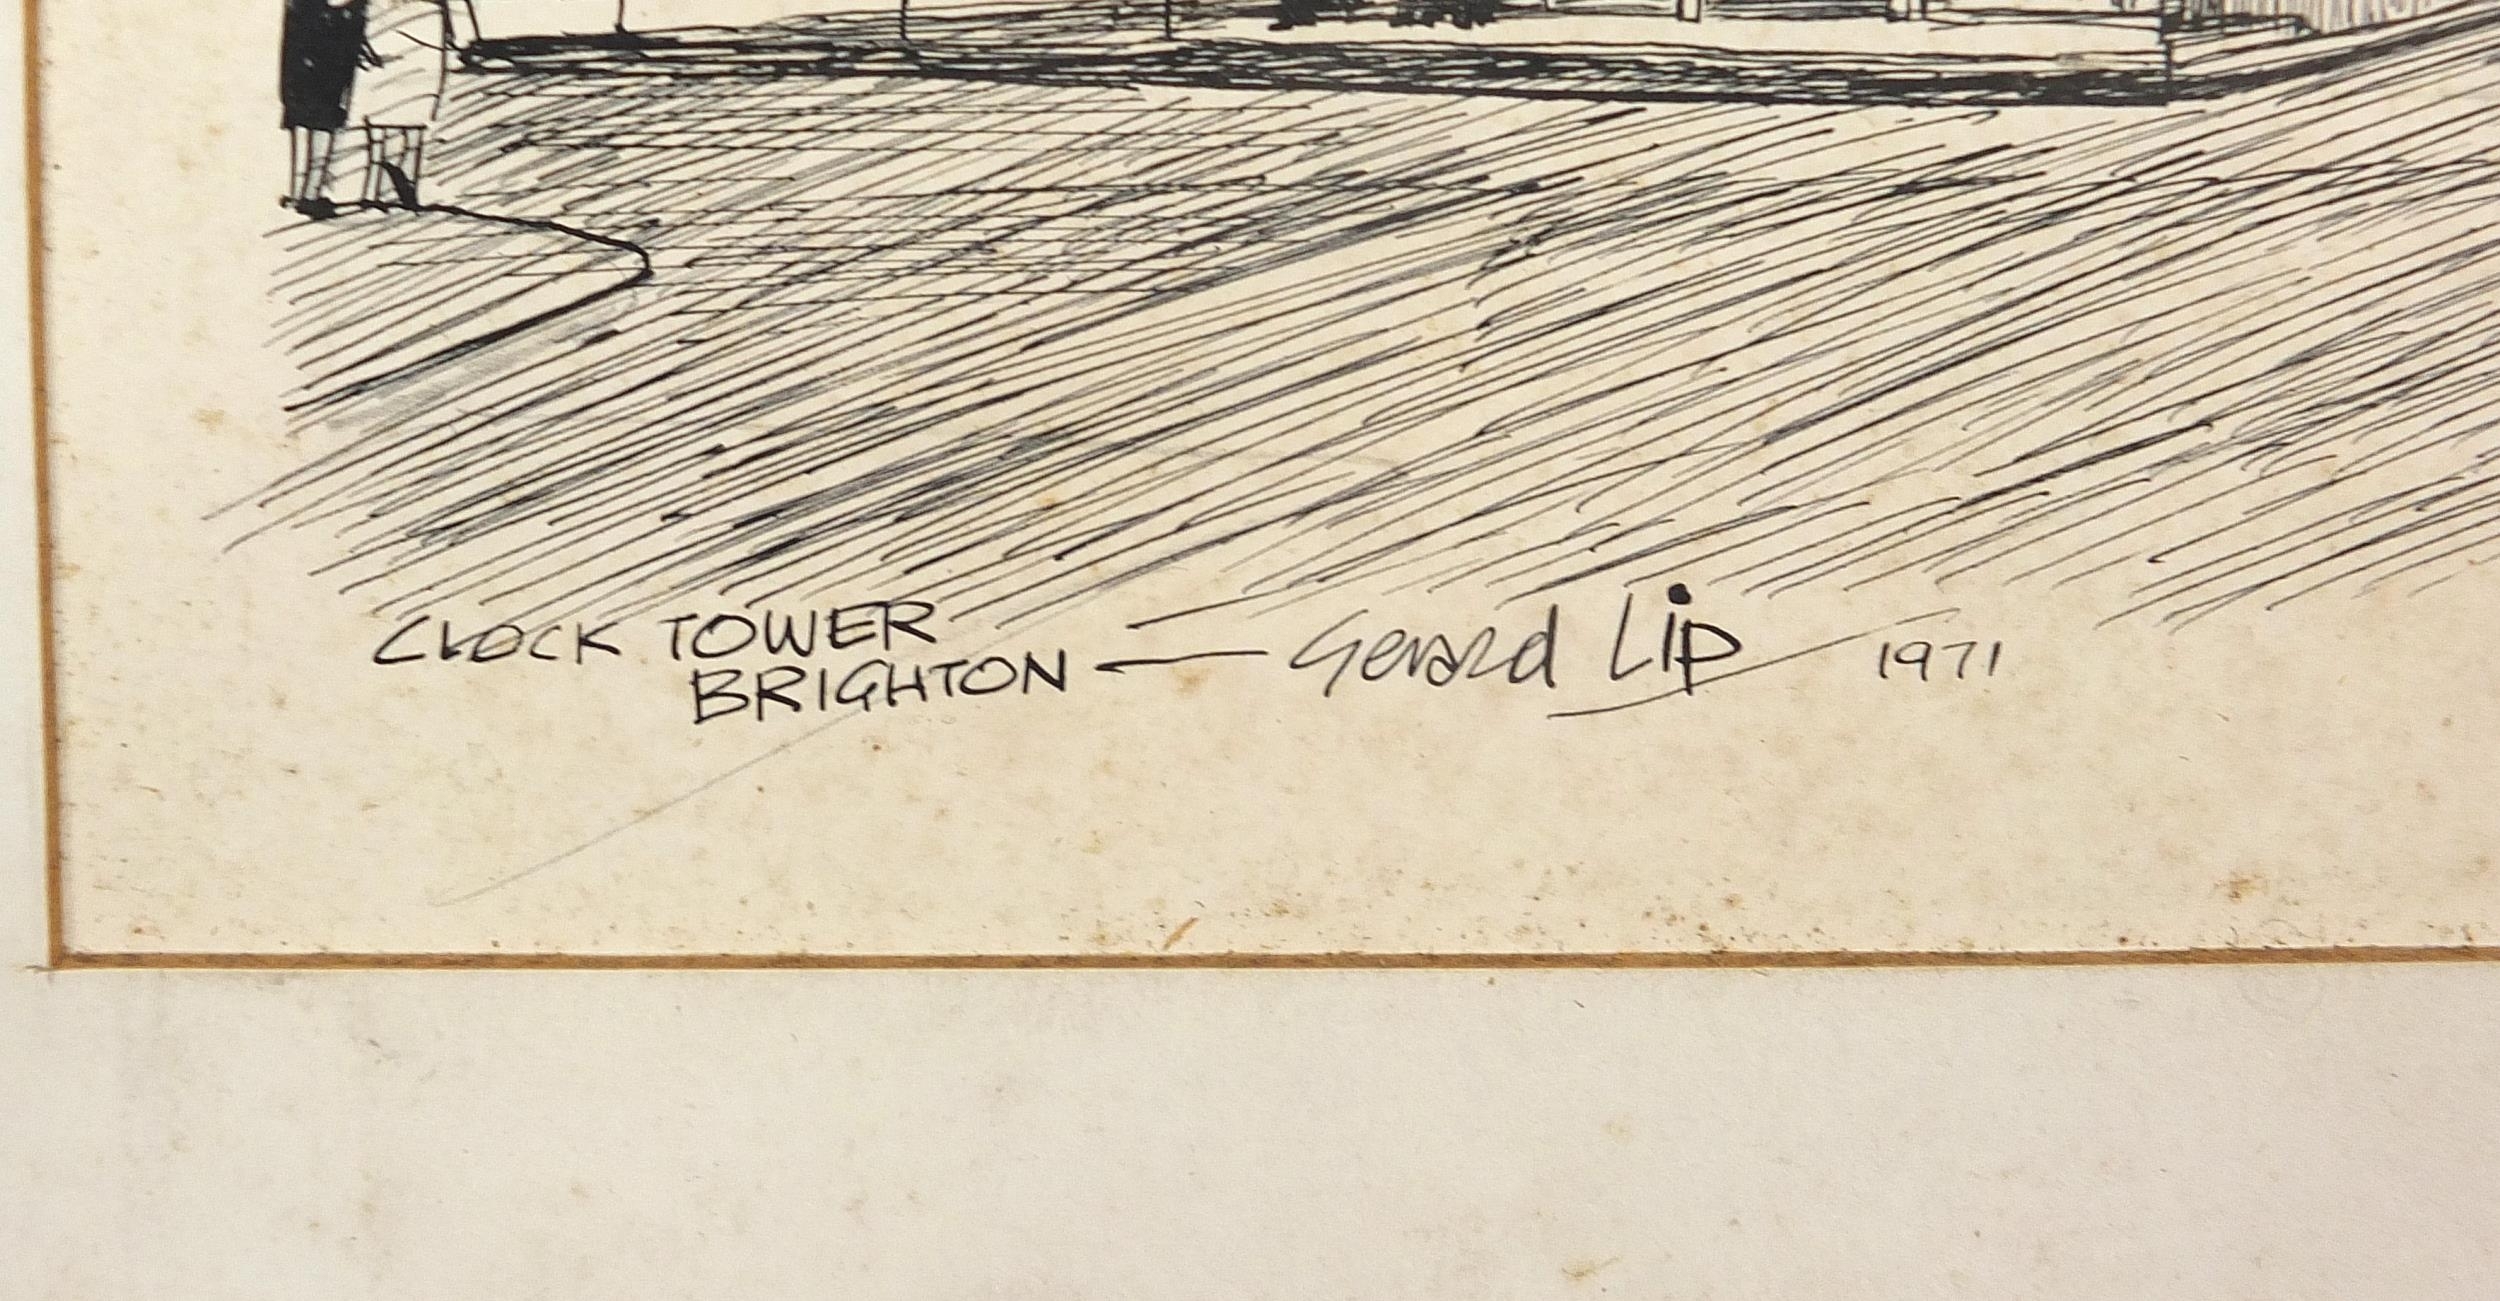 CLOCK TOWER
BRIGHTON — Gerard Lip 1971